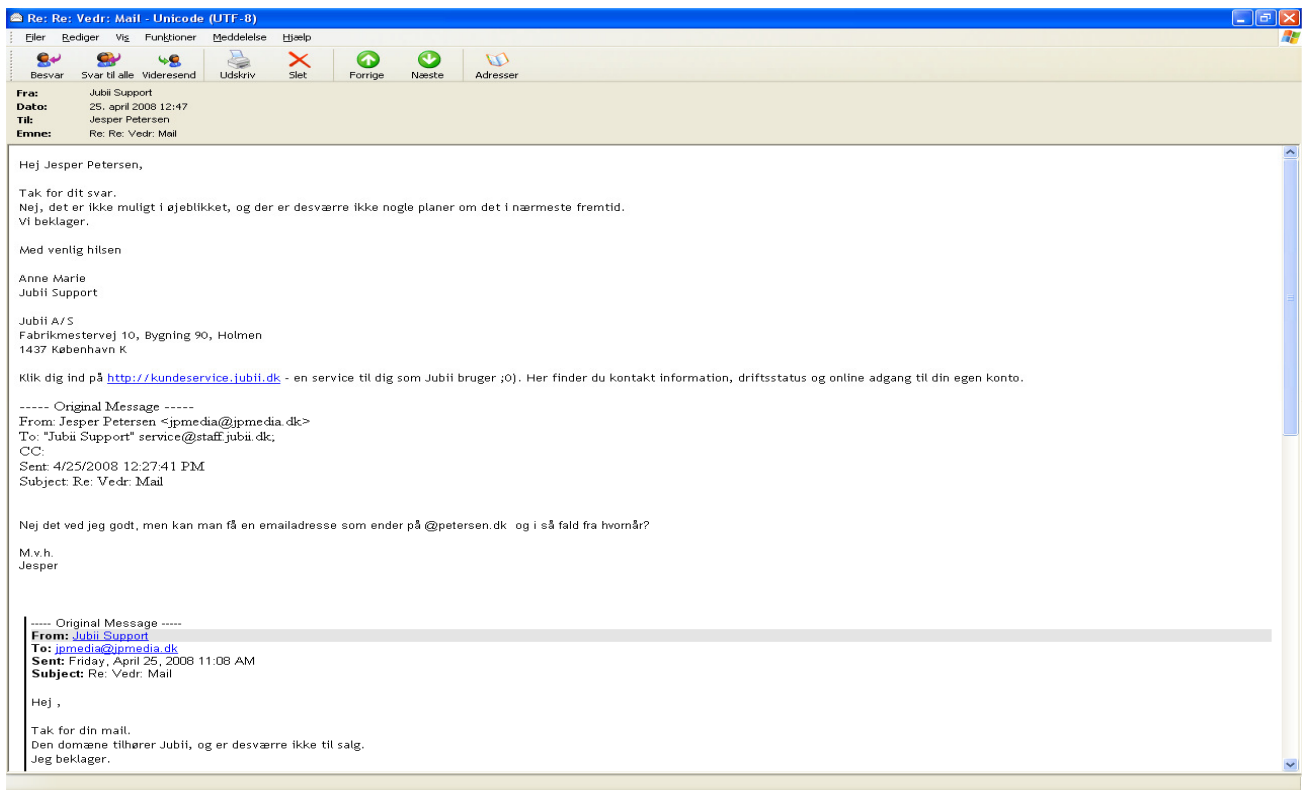 Re: Re: Vedr: Mail - Unicode (UTF-8)
Filer Rediger Vis Funktioner Meddelelse Hjælp
Besvar Svar til alle Videresend Udskriv Slet Forrige Næste Adresser
Fra: Jubii Support
Dato: 25. april 2008 12:47
Til: Jesper Petersen
Emne: Re: Re: Vedr: Mail
Hej Jesper Petersen,
Tak for dit svar.
Nej, det er ikke muligt i øjeblikket, og der er desværre ikke nogle planer om det i nærmeste fremtid.
Vi beklager.
Med venlig hilsen
Anne Marie
Jubii Support
Jubii A/S
Fabrikmestervej 10, Bygning 90, Holmen
1437 København K
Klik dig ind på http://kundeservice.jubii.dk - en service til dig som Jubii bruger ;o). Her finder du kontakt information, driftsstatus og online adgang til din egen konto.
----- Original Message -----
From: Jesper Petersen <jpmedia@jpmedia.dk>
To: "Jubii Support" service@staff.jubii.dk;
CC:
Sent: 4/25/2008 12:27:41 PM
Subject: Re: Vedr: Mail
Nej det ved jeg godt, men kan man få en emailadresse som ender på @petersen.dk og i så fald fra hvornår?
M.v.h.
Jesper
----- Original Message -----
From: Jubii Support
To: jpmedia@jpmedia.dk
Sent: Friday, April 25, 2008 11:08 AM
Subject: Re: Vedr: Mail
Hej ,
Tak for din mail.
Den domæne tilhører Jubii, og er desværre ikke til salg.
Jeg beklager.